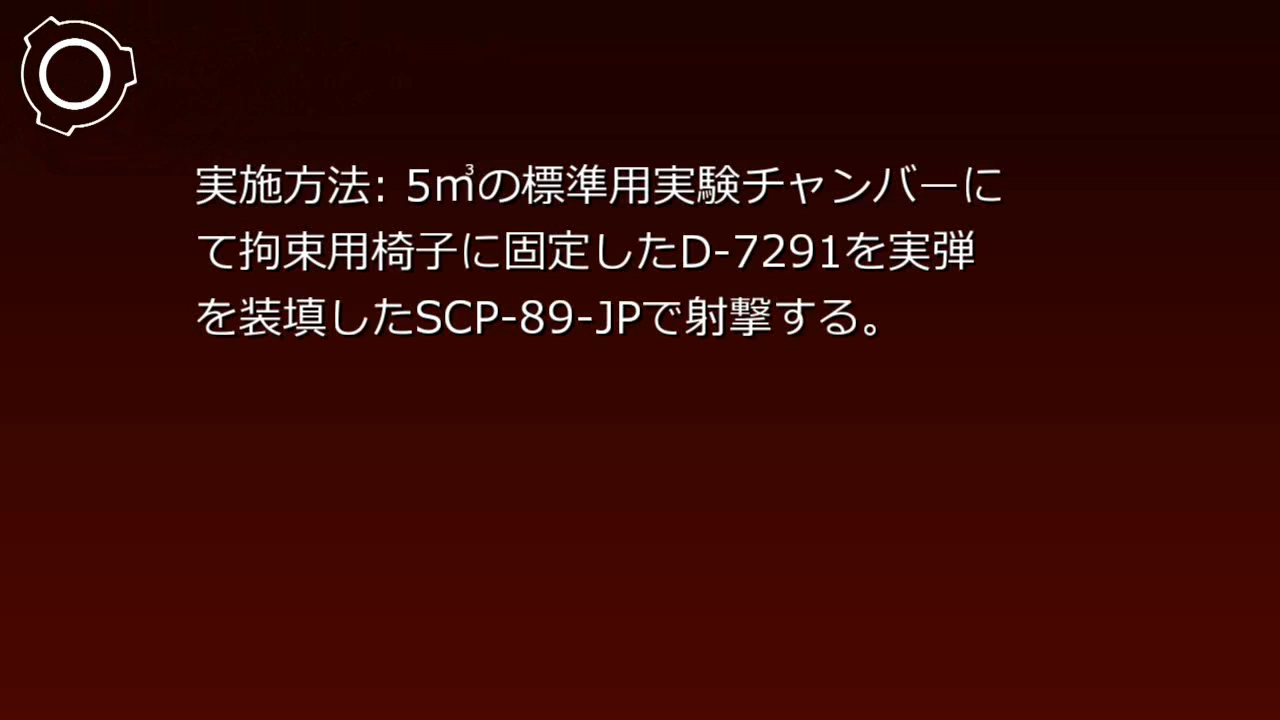 実施方法: 5㎥の標準用実験チャンバーに
て拘束用椅子に固定したD-7291を実弾
を装填したSCP-89-JPで射撃する。